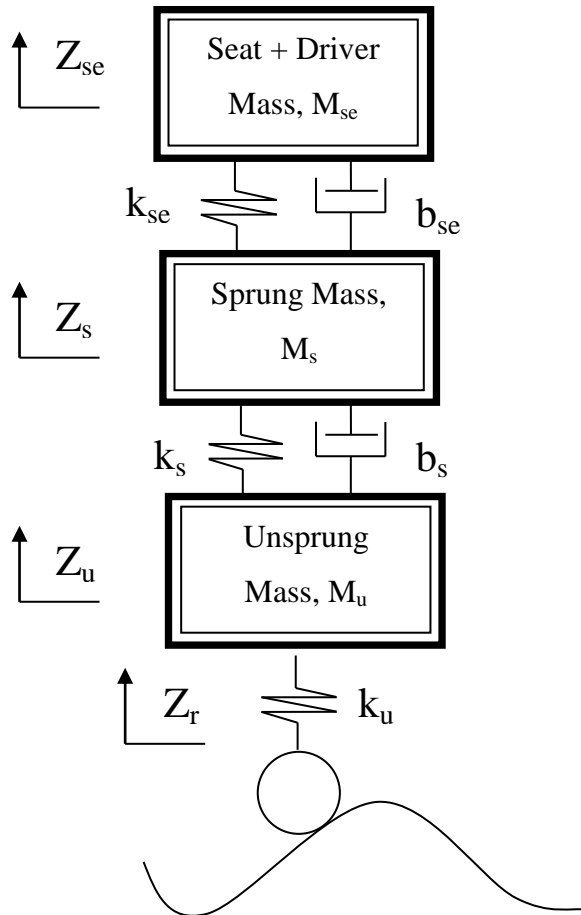 Z_se
Seat + Driver
Mass, M_se
k_se
b_se
Z_s
Sprung Mass,
M_s
k_s
b_s
Z_u
Unsprung
Mass, M_u
Z_r
k_u